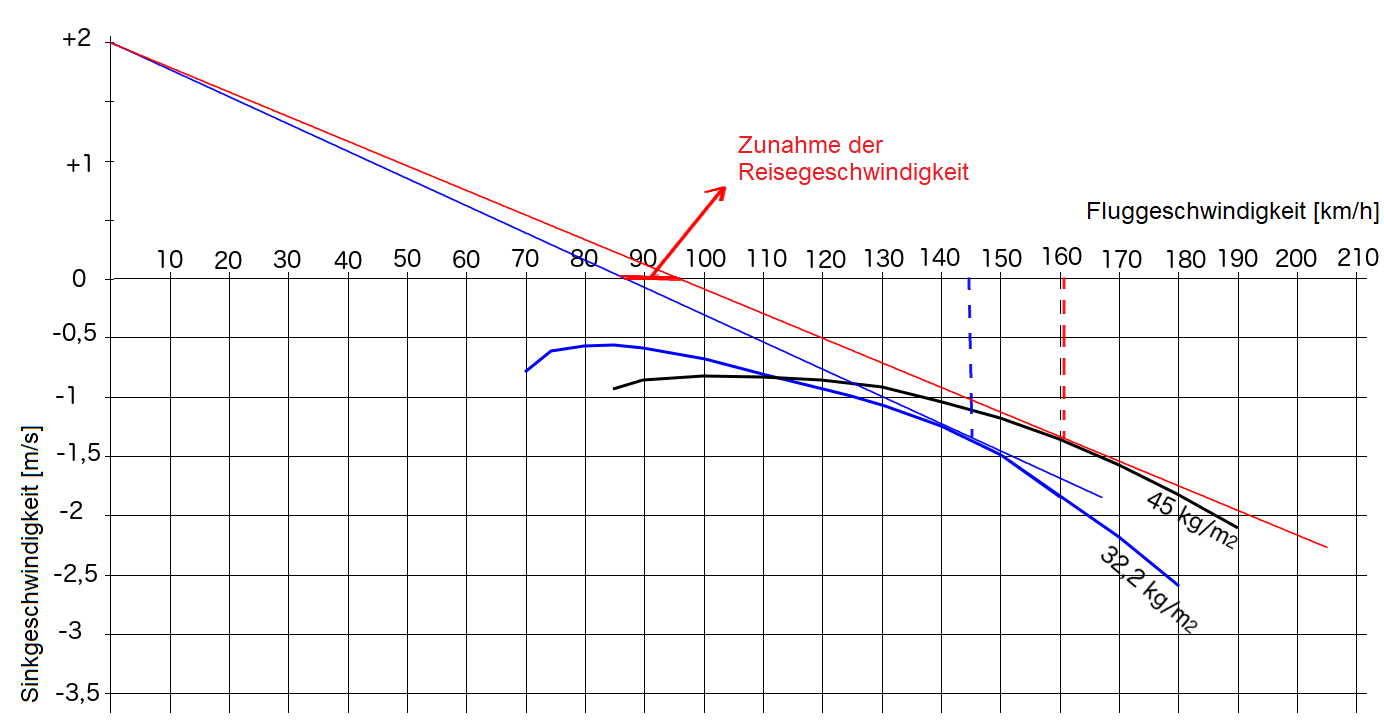 +2
+1
Zunahme der
Reisegeschwindigkeit
Fluggeschwindigkeit [km/h]
10 20 30 40 50 60 70 80 90 100 110 120 130 140 150 160 170 180 190 200 210
0
-0,5
-1
-1,5
-2
-2,5
-3
-3,5
Sinkgeschwindigkeit [m/s]
45 kg/m2
32,2 kg/m2